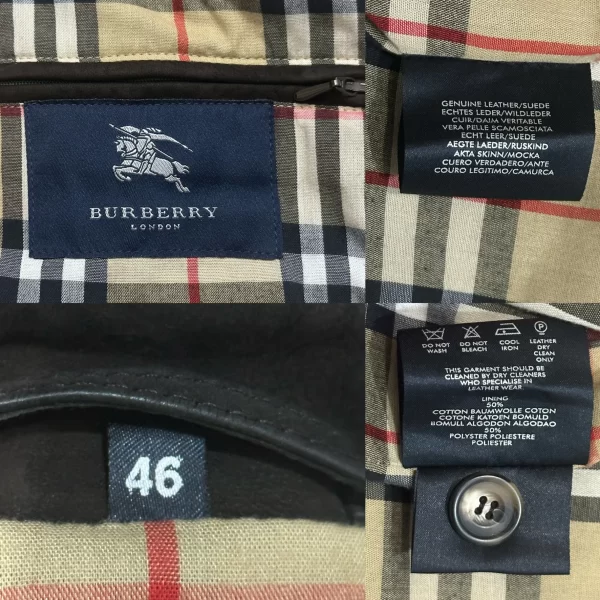 BURBERRY
LONDON
GENUINE LEATHER/SUEDE
ECHTES LEDER/WILDLEDER
CUIR/DAIM VERITABLE
VERA PELLE SCAMOSCIATA
ECHT LEER/SUEDE
AEGTE LAEDER/RUSKIND
AKTA SKINN/MOCKA
CUERO VERDADERO/ANTE
COURO LEGITIMO/CAMURCA
46
P
DO NOT WASH
DO NOT BLEACH
COOL IRON
LEATHER DRY CLEAN ONLY
THIS GARMENT SHOULD BE
CLEANED BY DRY CLEANERS
WHO SPECIALISE IN
LEATHER WEAR.
LINING
50%
COTTON BAUMWOLLE COTON
COTONE KATOEN BOMULD
BOMULL ALGODON ALGODAO
50%
POLYSTER POLIESTERE
POLIESTER